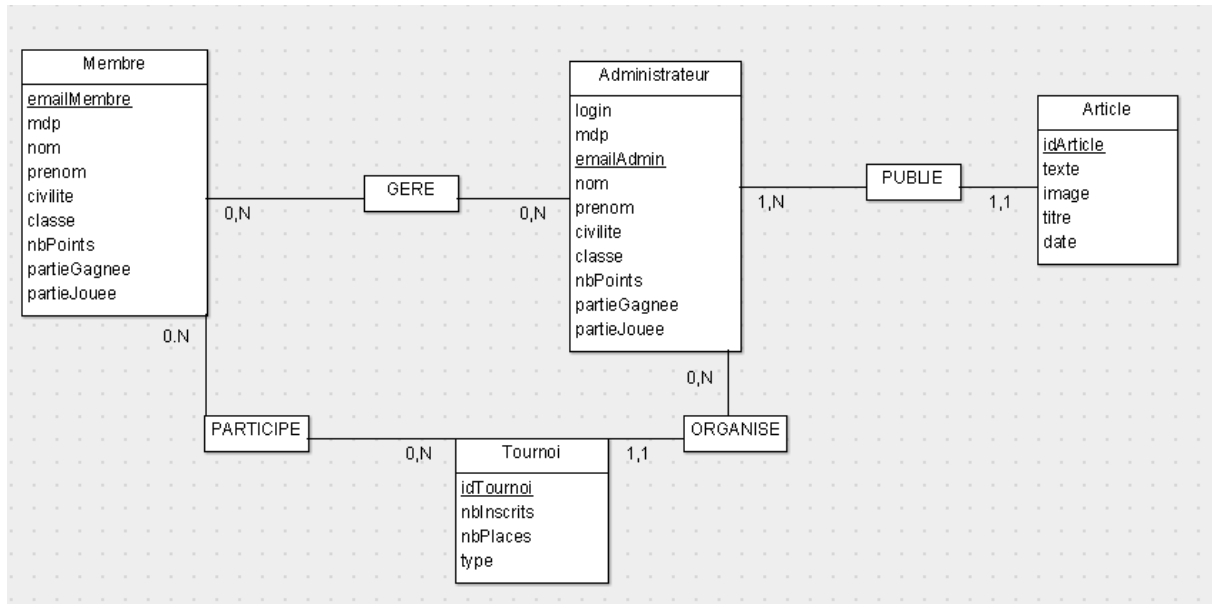 Membre
emailMembre
mdp
nom
prenom
civilite
classe
nbPoints
partieGagnee
partieJouee
0,N
GERE
0,N
Administrateur
login
mdp
emailAdmin
nom
prenom
civilite
classe
nbPoints
partieGagnee
partieJouee
1,N
PUBLIE
1,1
Article
idArticle
texte
image
titre
date
0.N
PARTICIPE
0,N
Tournoi
idTournoi
nbInscrits
nbPlaces
type
1,1
ORGANISE
0,N